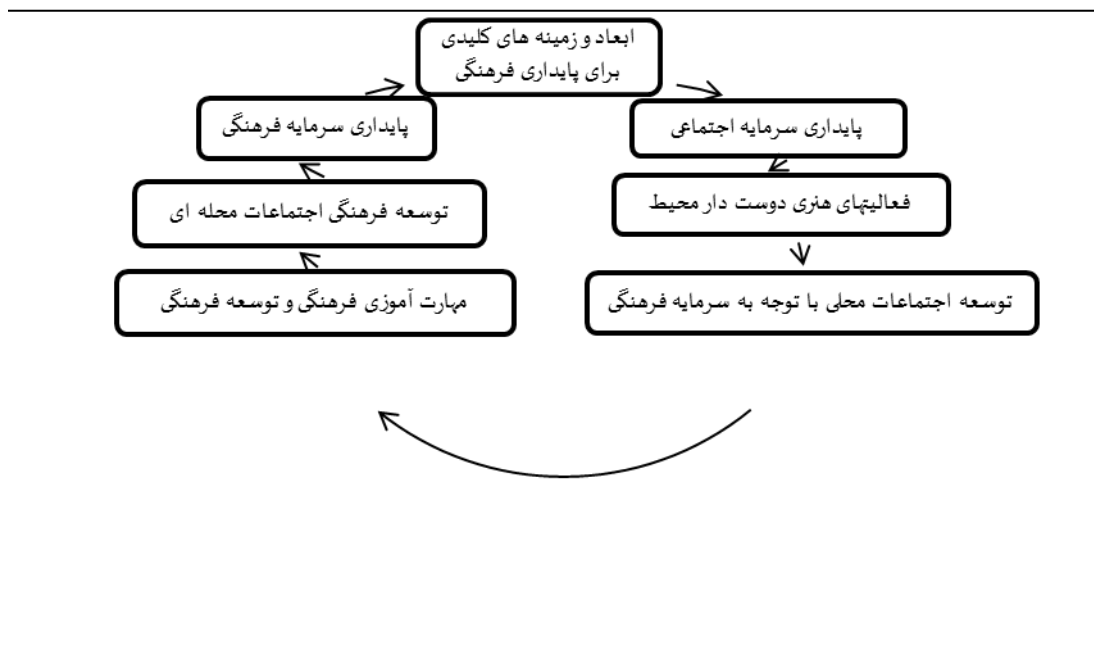 ابعاد و زمینه های کلیدی
برای پایداری فرهنگی
پایداری سرمایه اجتماعی
فعالیتهای هنری دوست دار محیط
توسعه اجتماعات محلی با توجه به سرمایه فرهنگی
مهارت آموزی فرهنگی و توسعه فرهنگی
توسعه فرهنگی اجتماعات محله ای
پایداری سرمایه فرهنگی